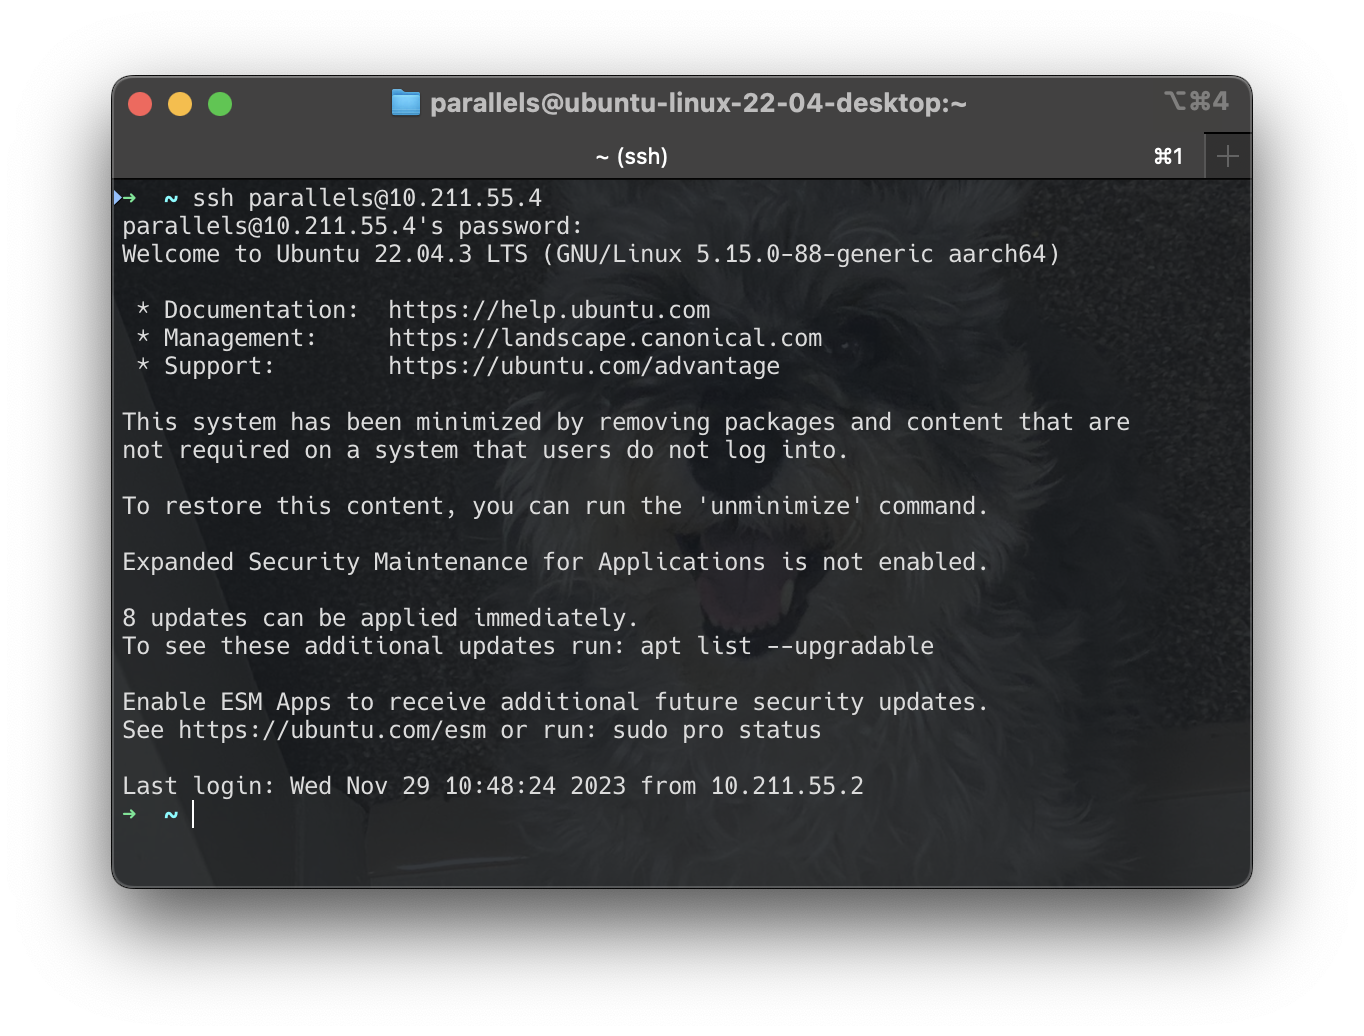 parallels@ubuntu-linux-22-04-desktop:~
⌥⌘4
~ (ssh)
⌘1
➜  ~ ssh parallels@10.211.55.4
parallels@10.211.55.4's password:
Welcome to Ubuntu 22.04.3 LTS (GNU/Linux 5.15.0-88-generic aarch64)
* Documentation:  https://help.ubuntu.com
* Management:     https://landscape.canonical.com
* Support:        https://ubuntu.com/advantage
This system has been minimized by removing packages and content that are
not required on a system that users do not log into.
To restore this content, you can run the 'unminimize' command.
Expanded Security Maintenance for Applications is not enabled.
8 updates can be applied immediately.
To see these additional updates run: apt list --upgradable
Enable ESM Apps to receive additional future security updates.
See https://ubuntu.com/esm or run: sudo pro status
Last login: Wed Nov 29 10:48:24 2023 from 10.211.55.2
➜  ~